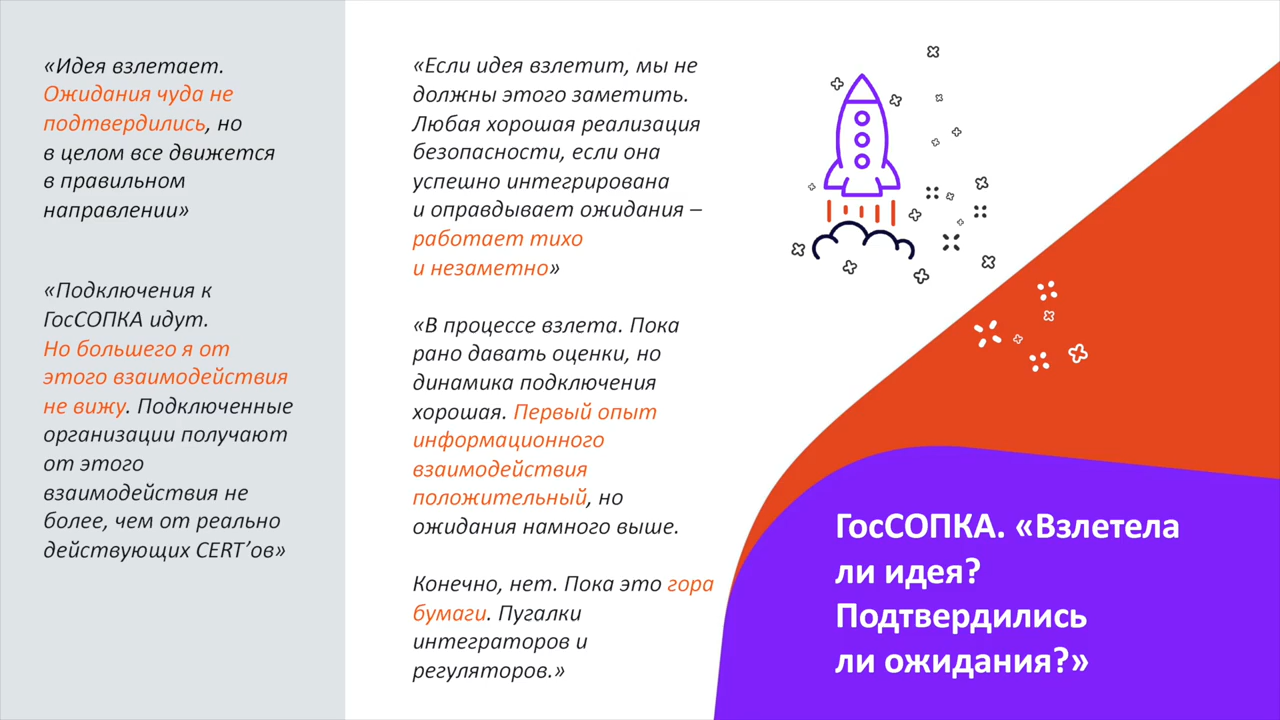 «Идея взлетает.
Ожидания чуда не
подтвердились, но
в целом все движется
в правильном
направлении»
«Подключения к
ГосСОПКА идут.
Но большего я от
этого взаимодействия
не вижу. Подключенные
организации получают
от этого
взаимодействия не
более, чем от реально
действующих CERT’ов»
«Если идея взлетит, мы не
должны этого заметить.
Любая хорошая реализация
безопасности, если она
успешно интегрирована
и оправдывает ожидания –
работает тихо
и незаметно»
«В процессе взлета. Пока
рано давать оценки, но
динамика подключения
хорошая. Первый опыт
информационного
взаимодействия
положительный, но
ожидания намного выше.
Конечно, нет. Пока это гора
бумаги. Пугалки
интеграторов и
регуляторов.»
ГосСОПКА. «Взлетела
ли идея?
Подтвердились
ли ожидания?»